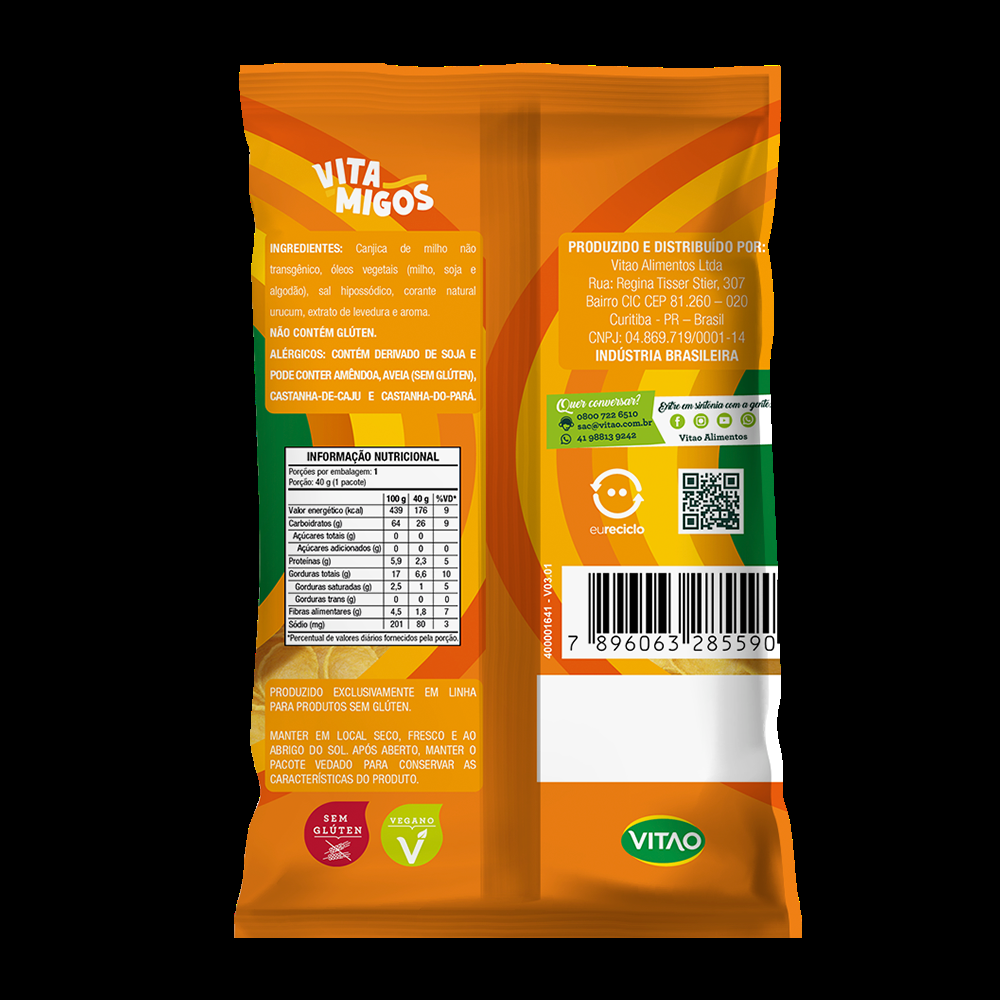 VITA
MIGOS
INGREDIENTES: Canjica de milho não
transgênico, óleos vegetais (milho, soja e
algodão), sal hipossódico, corante natural
urucum, extrato de levedura e aroma.
NÃO CONTÉM GLÚTEN.
ALÉRGICOS: CONTÉM DERIVADO DE SOJA E
PODE CONTER AMÊNDOA, AVEIA (SEM GLÚTEN),
CASTANHA-DE-CAJU E CASTANHA-DO-PARÁ.
INFORMAÇÃO NUTRICIONAL
Porções por embalagem: 1
Porção: 40 g (1 pacote)
100 g 40 g %VD*
Valor energético (kcal) 439 176 9
Carboidratos (g) 64 26 9
Açúcares totais (g) 0 0
Açúcares adicionados (g) 0 0 0
Proteínas (g) 5,9 2,3 5
Gorduras totais (g) 17 6,6 10
Gorduras saturadas (g) 2,5 1 5
Gorduras trans (g) 0 0 0
Fibras alimentares (g) 4,5 1,8 7
Sódio (mg) 201 80 3
*Percentual de valores diários fornecidos pela porção.
PRODUZIDO EXCLUSIVAMENTE EM LINHA
PARA PRODUTOS SEM GLÚTEN.
MANTER EM LOCAL SECO, FRESCO E AO
ABRIGO DO SOL. APÓS ABERTO, MANTER O
PACOTE VEDADO PARA CONSERVAR AS
CARACTERÍSTICAS DO PRODUTO.
SEM
GLÚTEN
VEGANO
V
PRODUZIDO E DISTRIBUÍDO POR:
Vitao Alimentos Ltda
Rua: Regina Tisser Stier, 307
Bairro CIC CEP 81.260 – 020
Curitiba - PR – Brasil
CNPJ: 04.869.719/0001-14
INDÚSTRIA BRASILEIRA
Quer conversar?
0800 722 6510
sac@vitao.com.br
41 98813 9242
Entre em sintonia com a gente:
Vitao Alimentos
eureciclo
400001641 - V03.01
7 896063 285590
VITAO